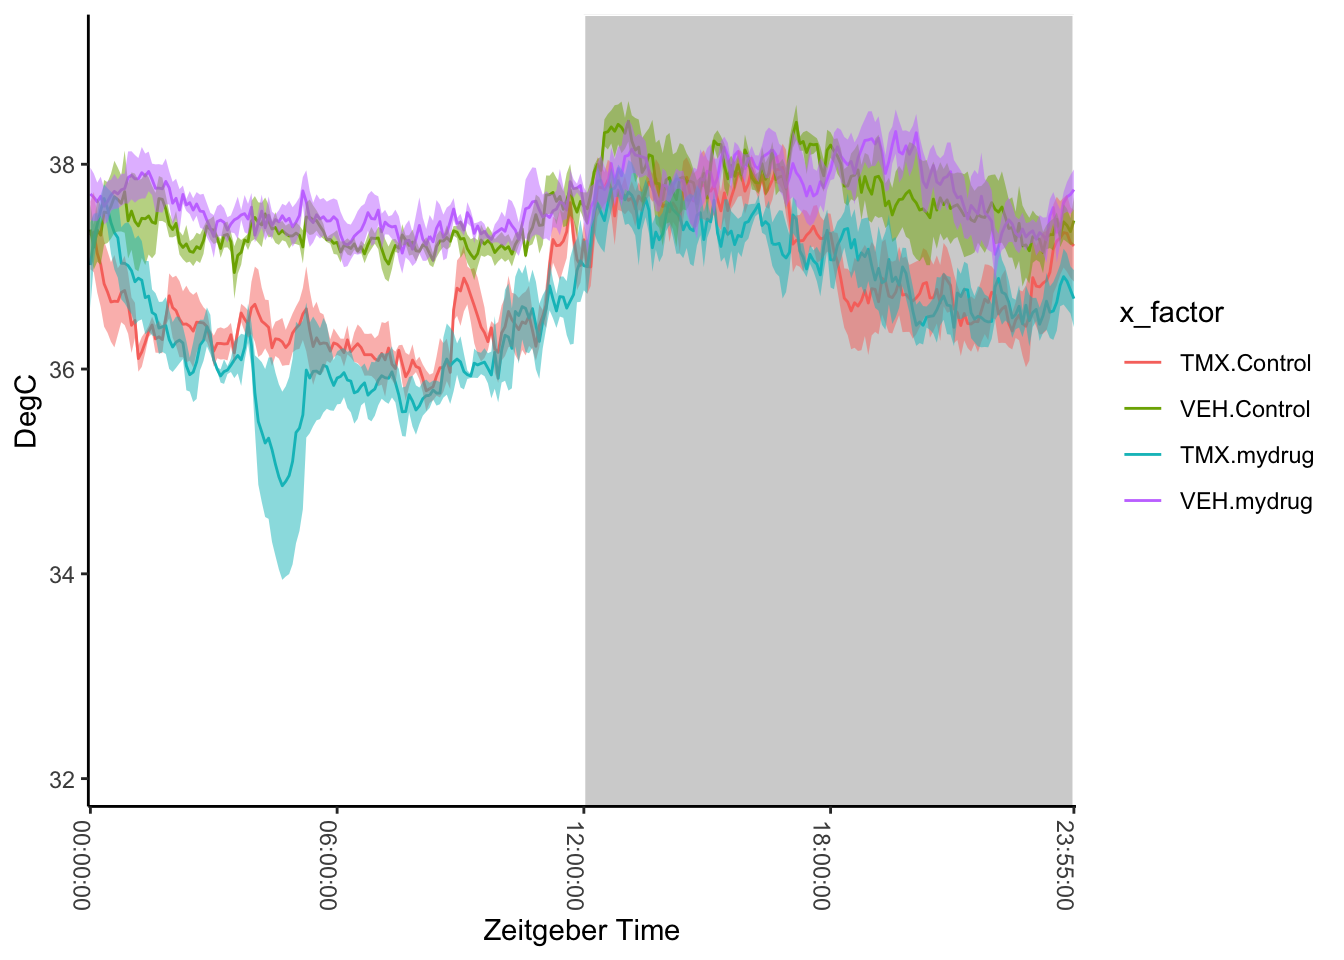 DegC
38
36
34
32
00:00:00
06:00:00
12:00:00
18:00:00
23:55:00
Zeitgeber Time
x_factor
TMX.Control
VEH.Control
TMX.mydrug
VEH.mydrug